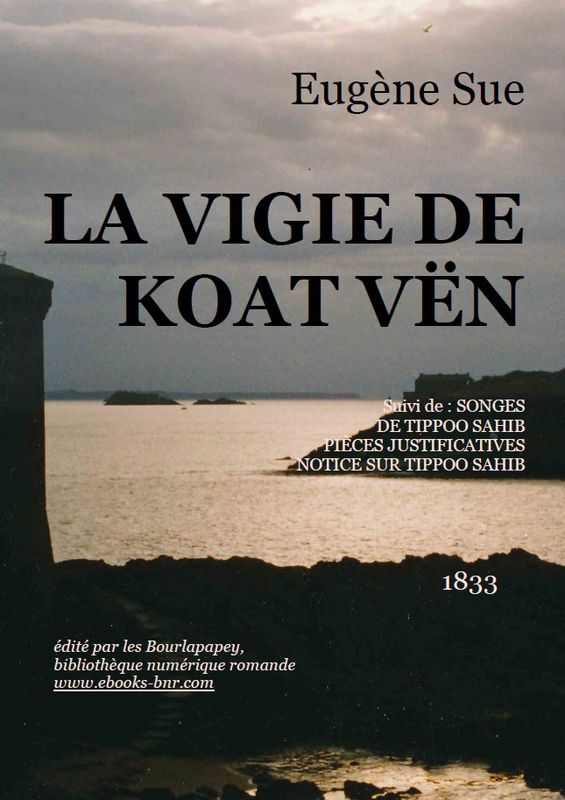 Eugène Sue
LA VIGIE DE
KOAT VËN
Suivi de : SONGES
DE TIPPOO SAHIB
PIÈCES JUSTIFICATIVES
NOTICE SUR TIPPOO SAHIB
1833
édité par les Bourlapapey,
bibliothèque numérique romande
www.ebooks-bnr.com